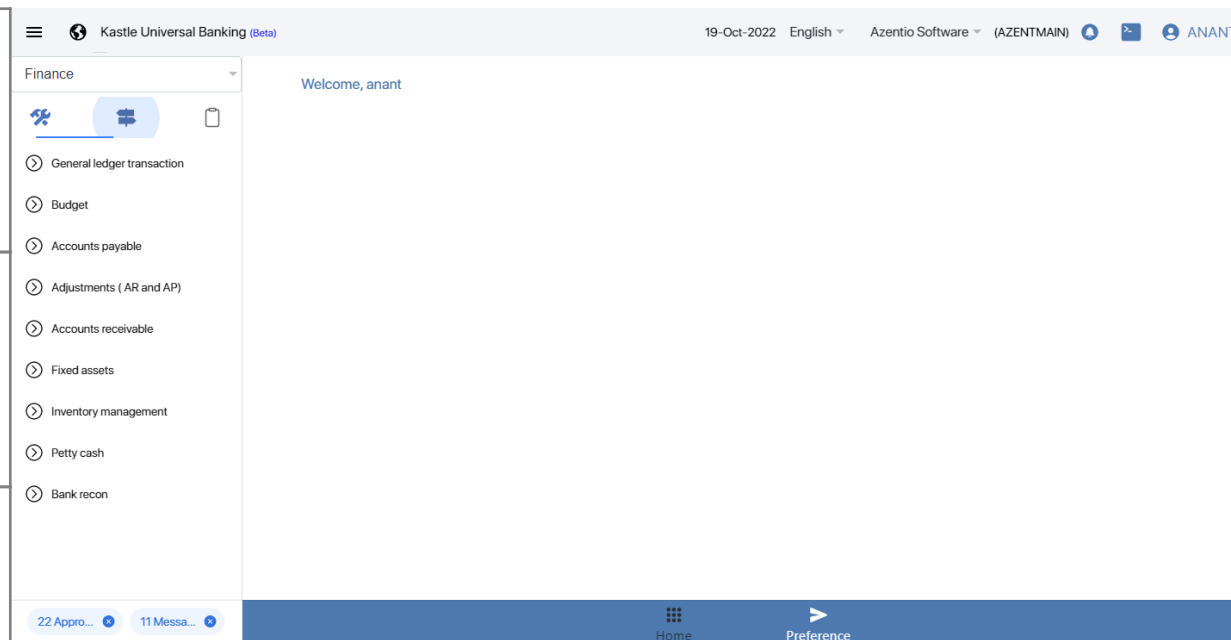 Kastle Universal Banking (Beta)
19-Oct-2022 English Azentio Software (AZENTMAIN) ANANT
Finance
Welcome, anant
General ledger transaction
Budget
Accounts payable
Adjustments ( AR and AP)
Accounts receivable
Fixed assets
Inventory management
Petty cash
Bank recon
22 Appro... 11 Messa...
Home Preference